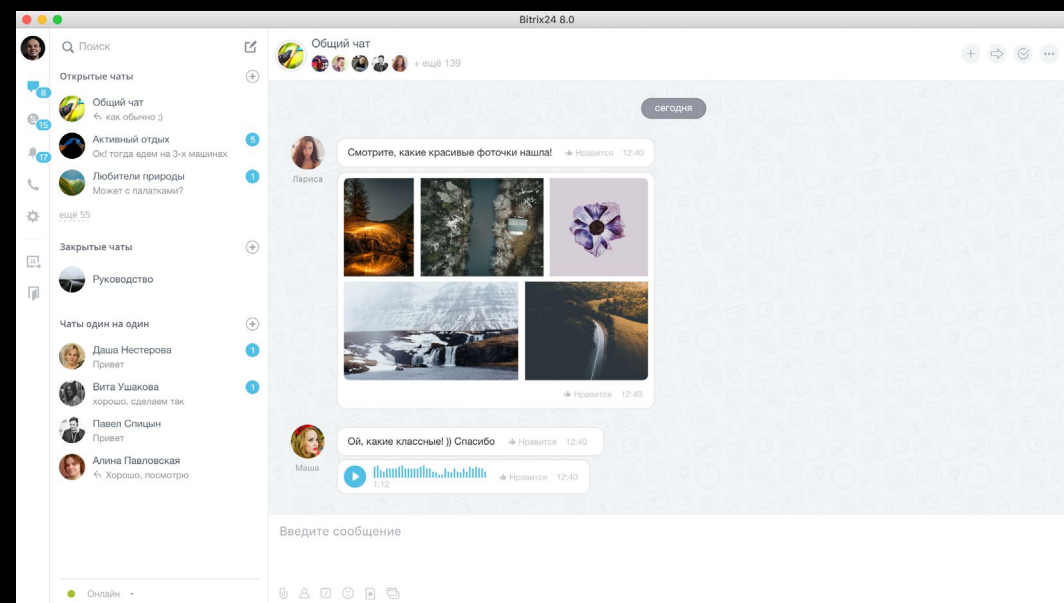 Bitrix24 8.0
Поиск
Открытые чаты
Общий чат
как обычно ;)
Активный отдых
5
Ок! тогда едем на 3-х машинах
Любители природы
1
Может с палатками?
ещё 55
Закрытые чаты
Руководство
Чаты один на один
Даша Нестерова
1
Привет
Вита Ушакова
1
хорошо, сделаем так
Павел Спицын
Привет
Алина Павловская
Хорошо, посмотрю
Онлайн
8
15
17
Общий чат
+ ещё 139
сегодня
Лариса
Смотрите, какие красивые фоточки нашла! Нравится 12:40
Нравится 12:40
Маша
Ой, какие классные! )) Спасибо Нравится 12:40
1:12
Нравится 12:40
Введите сообщение